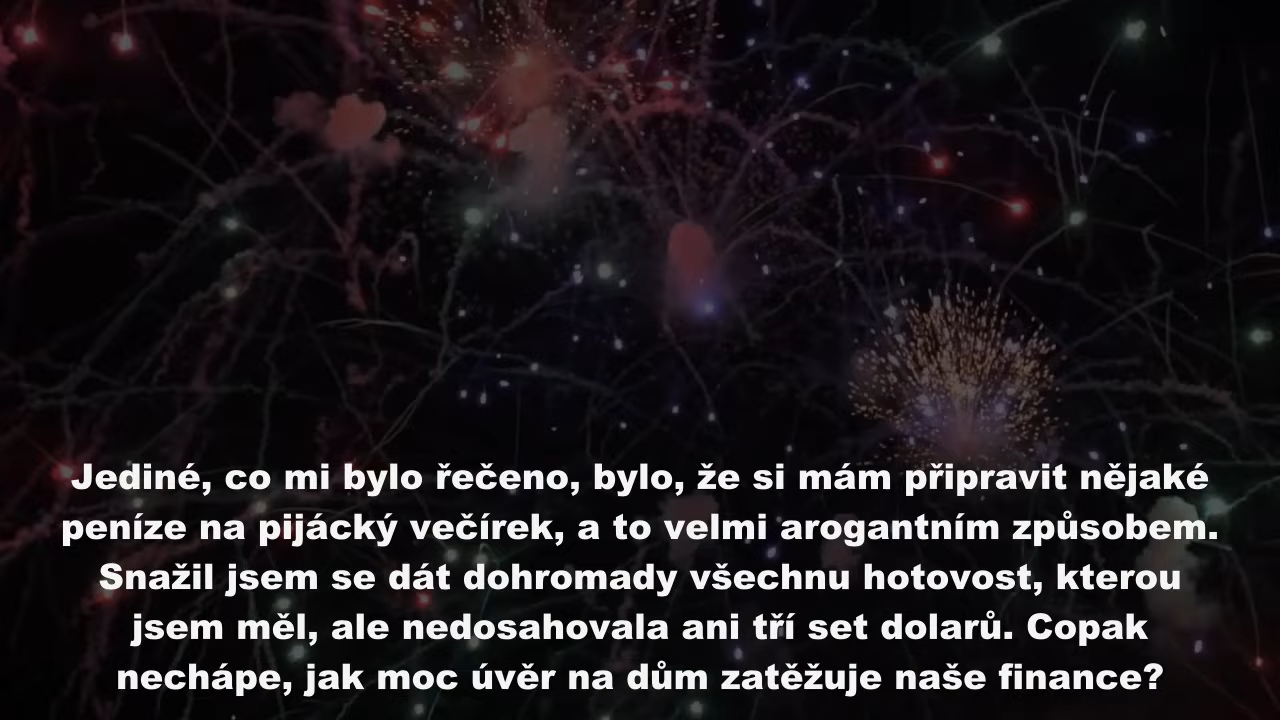 Jediné, co mi bylo řečeno, bylo, že si mám připravit nějaké
peníze na pijácký večírek, a to velmi arogantním způsobem.
Snažil jsem se dát dohromady všechnu hotovost, kterou
jsem měl, ale nedosahovala ani tří set dolarů. Copak
nechápe, jak moc úvěr na dům zatěžuje naše finance?